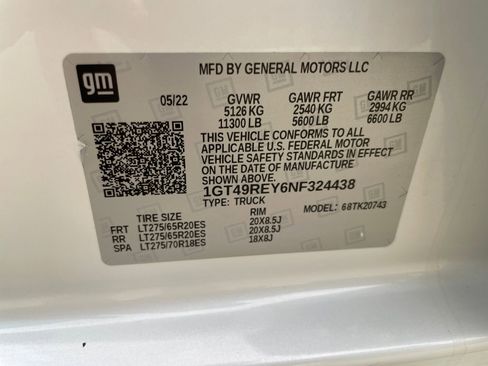 gm
MFD BY GENERAL MOTORS LLC
05/22 GVWR GAWR FRT GAWR RR
5126 KG 2540 KG 2994 KG
11300 LB 5600 LB 6600 LB
THIS VEHICLE CONFORMS TO ALL
APPLICABLE U.S. FEDERAL MOTOR
VEHICLE SAFETY STANDARDS IN EFFECT
ON THE DATE OF MANUFACTURE
SHOWN ABOVE.
1GT49REY6NF324438
TYPE: TRUCK MODEL: 68TK20743
TIRE SIZE RIM
FRT LT275/65R20ES 20X8.5J
RR LT275/65R20ES 20X8.5J
SPA LT275/70R18ES 18X8J